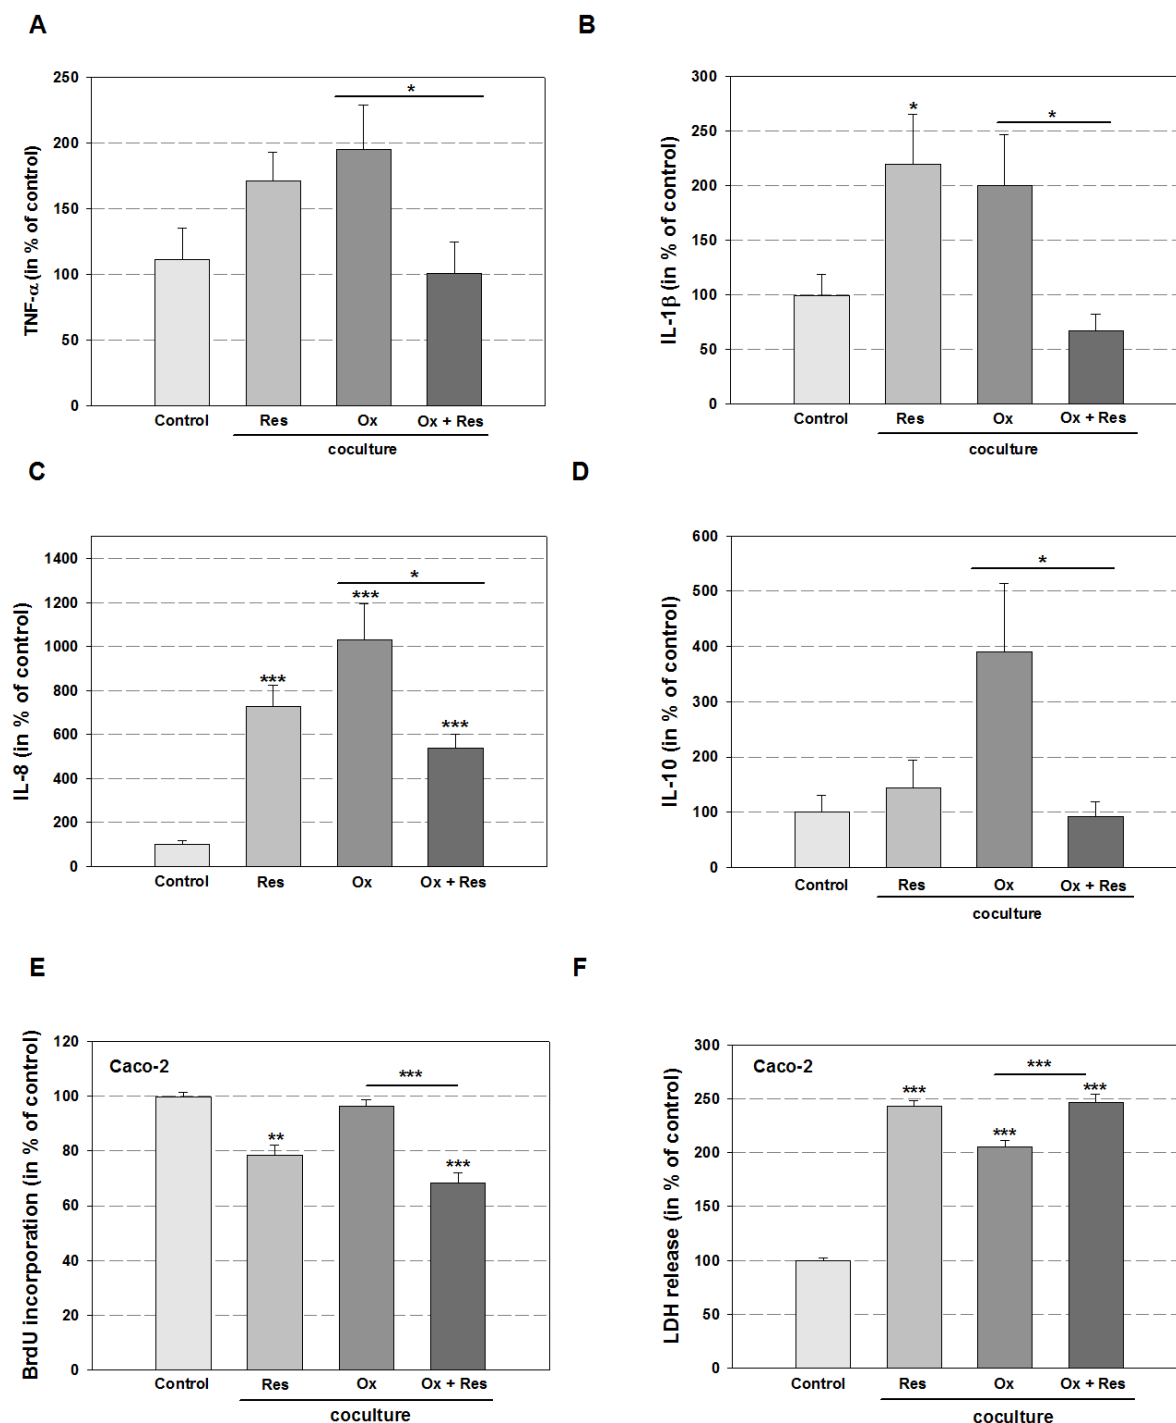 A
TNF-α (in % of control)
250
200
150
100
50
0
*
Control Res Ox Ox + Res
coculture
B
IL-1β (in % of control)
300
250
200
150
100
50
0
*
*
Control Res Ox Ox + Res
coculture
C
IL-8 (in % of control)
1400
1200
1000
800
600
400
200
0
*
***
***
***
Control Res Ox Ox + Res
D
IL-10 (in % of control)
600
500
400
300
200
100
0
*
Control Res Ox Ox + Res
coculture
E
BrdU incorporation (in % of control)
120
100
80
60
40
20
0
Caco-2
***
**
***
Control Res Ox Ox + Res
coculture
F
LDH release (in % of control)
300
250
200
150
100
50
0
Caco-2
***
***
***
***
Control Res Ox Ox + Res
coculture